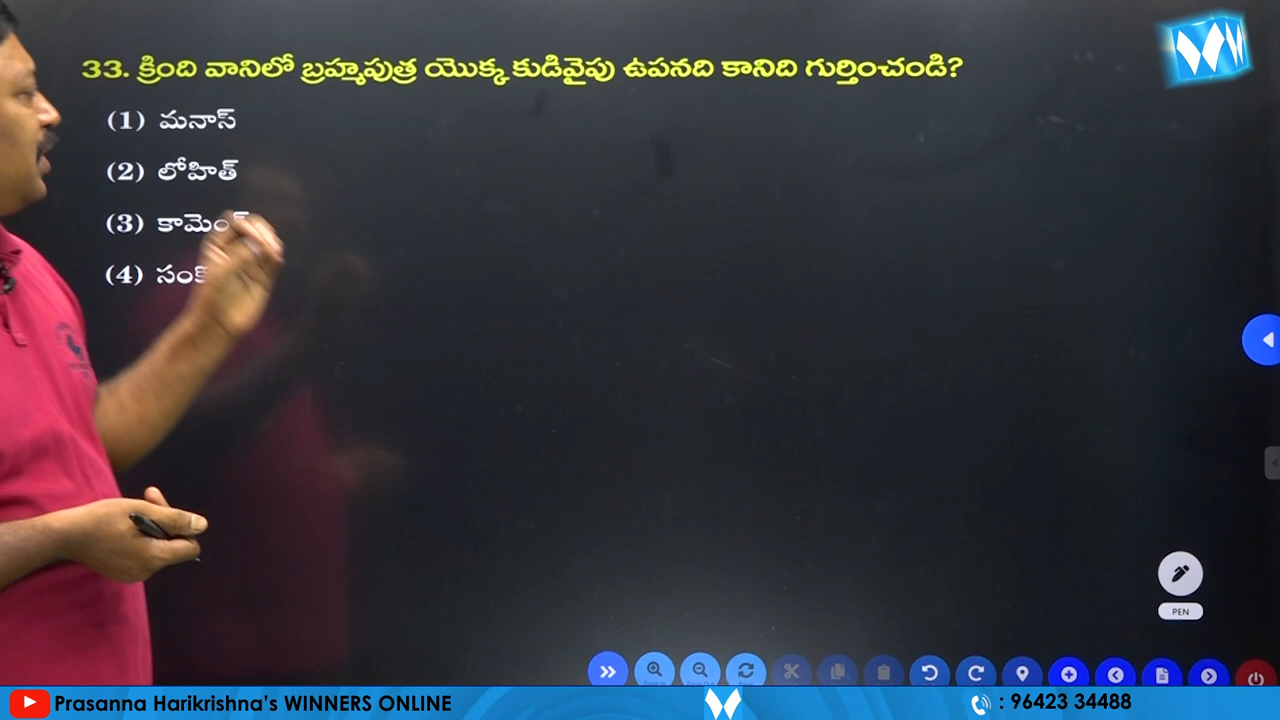 33. క్రింది వానిలో బ్రహ్మపుత్ర యొక్క కుడివైపు ఉపనది కానిది గుర్తించండి?
(1) మనాస్
(2) లోహిత్
(3)
(4)
PEN
Prasanna Harikrishna's WINNERS ONLINE
: 96423 34488